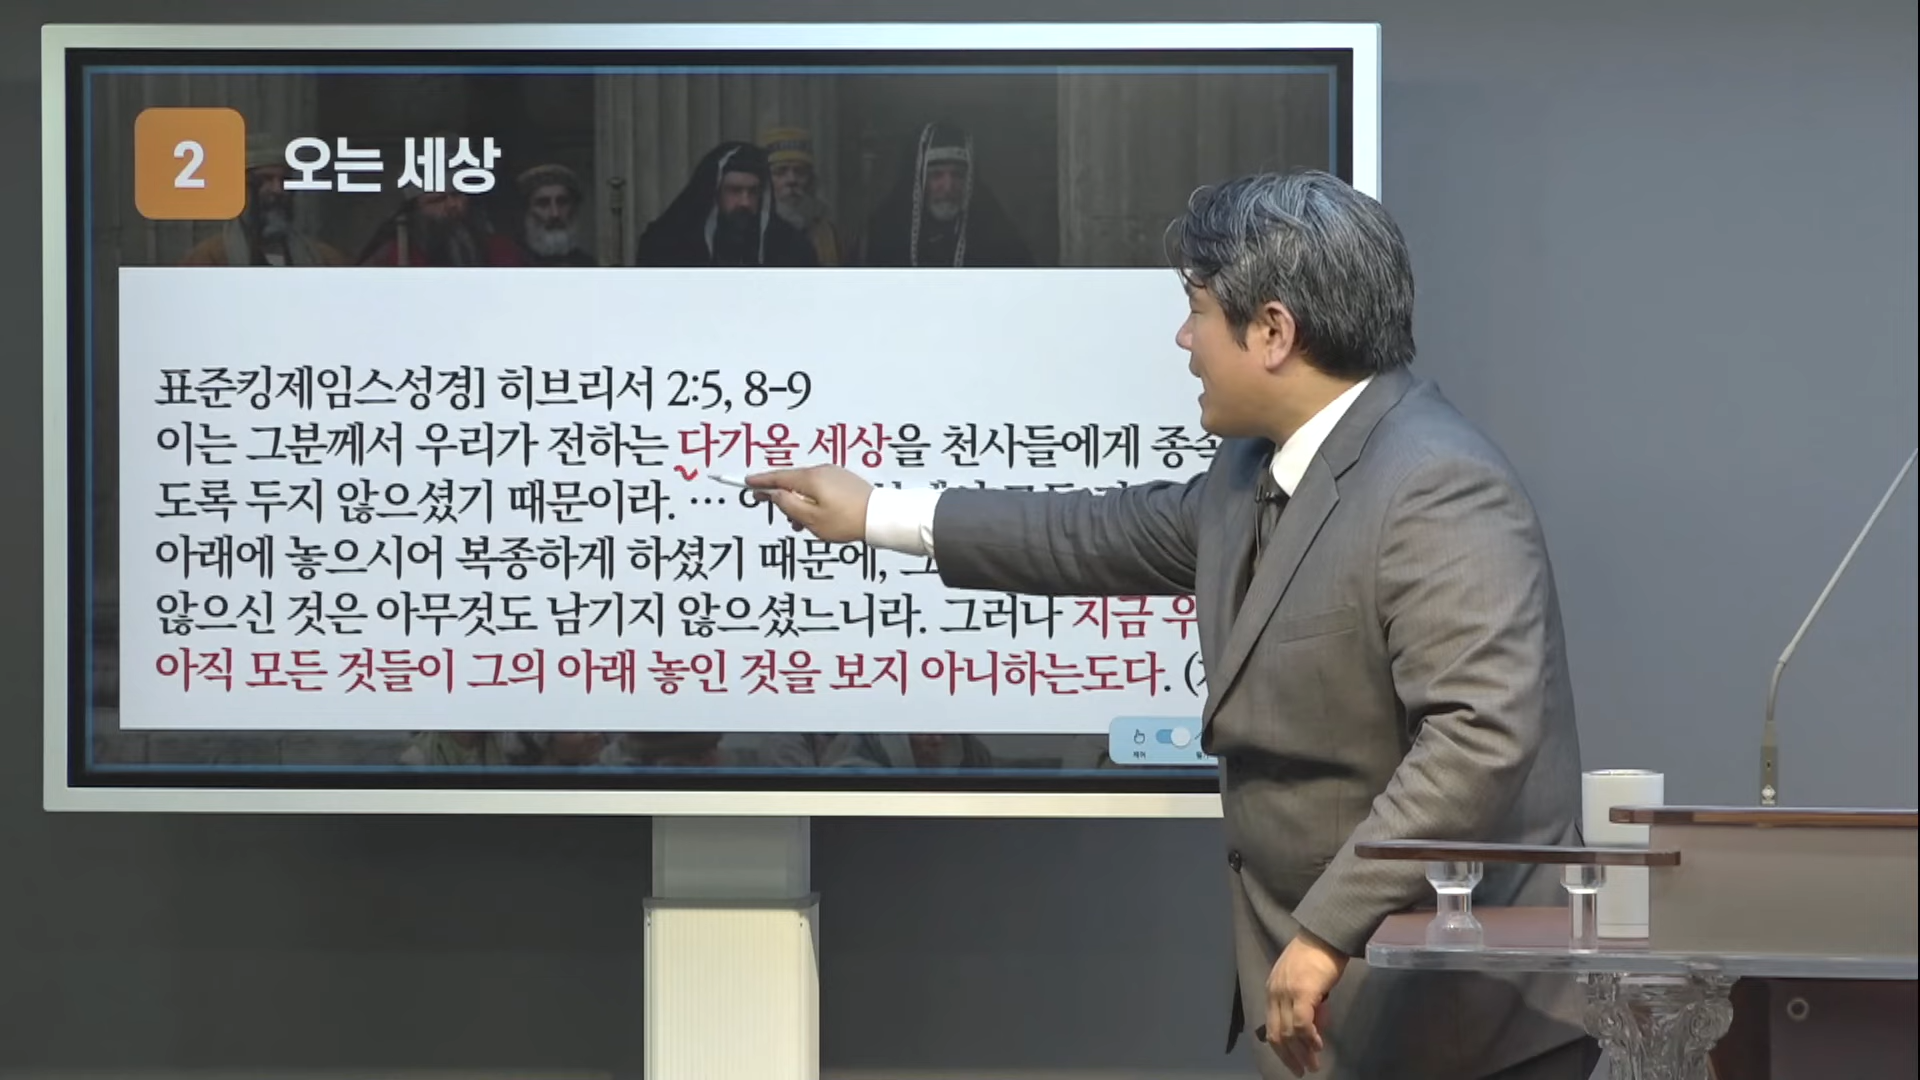 2
오는 세상
표준킹제임스성경] 히브리서 2:5, 8-9
이는 그분께서 우리가 전하는 다가올 세상을 천사들에게
도록 두지 않으셨기 때문이라. …
아래에 놓으시어 복종하게 하셨기 때문에,
않으신 것은 아무것도 남기지 않으셨느니라. 그러나 지금
아직 모든 것들이 그의 아래 놓인 것을 보지 아니하는도다.